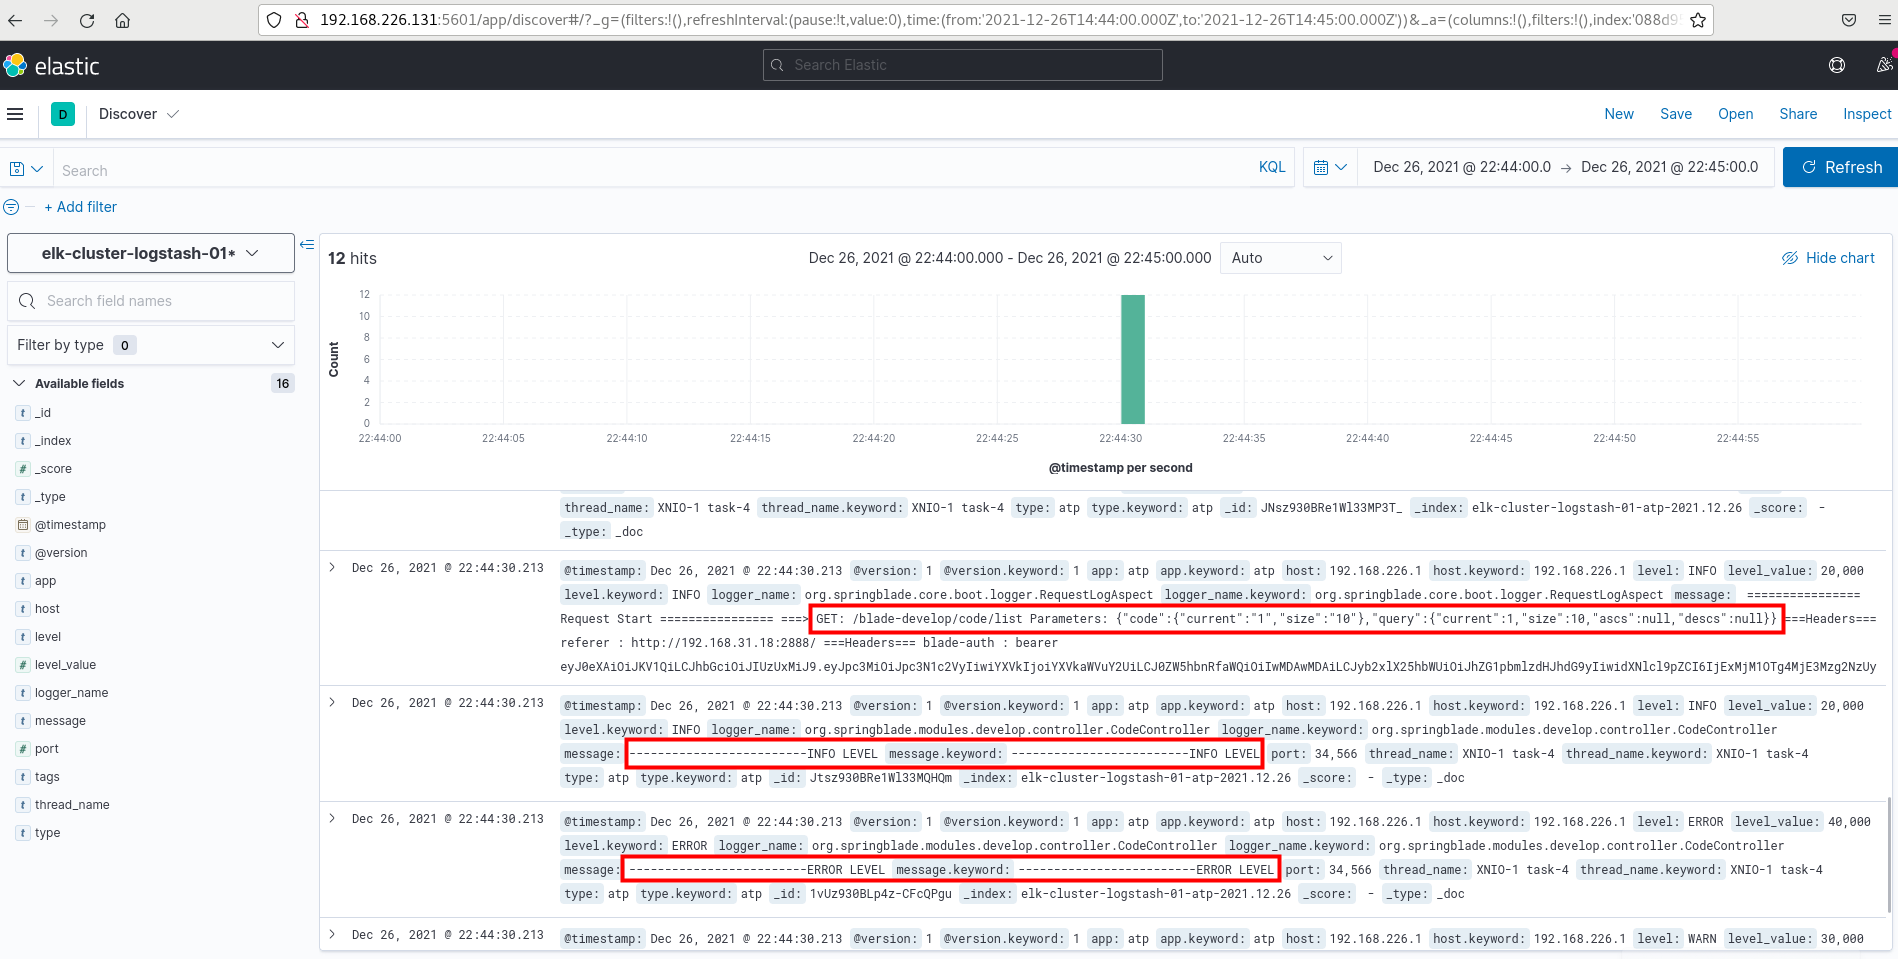 192.168.226.131:5601/app/discover#/?_g=(filters:!(),refreshInterval:(pause:!t,value:0),time:(from:'2021-12-26T14:44:00.000Z',to:'2021-12-26T14:45:00.000Z'))&_a=(columns:!(),filters:!(),index:'088d9
elastic
Search Elastic
D Discover
New Save Open Share Inspect
Search KQL Dec 26, 2021 @ 22:44:00.0 → Dec 26, 2021 @ 22:45:00.0 Refresh
+ Add filter
elk-cluster-logstash-01*
Search field names
Filter by type 0
Available fields 16
t _id
t _index
# _score
t _type
@timestamp
t @version
t app
t host
t level
# level_value
t logger_name
t message
# port
t tags
t thread_name
t type
12 hits
Dec 26, 2021 @ 22:44:00.000 - Dec 26, 2021 @ 22:45:00.000 Auto
Hide chart
Count
12
10
8
6
4
2
0
22:44:00 22:44:05 22:44:10 22:44:15 22:44:20 22:44:25 22:44:30 22:44:35 22:44:40 22:44:45 22:44:50 22:44:55
@timestamp per second
thread_name: XNIO-1 task-4 thread_name.keyword: XNIO-1 task-4 type: atp type.keyword: atp _id: JNsz930BRe1Wl33MP3T_ _index: elk-cluster-logstash-01-atp-2021.12.26 _score: -
_type: _doc
Dec 26, 2021 @ 22:44:30.213 @timestamp: Dec 26, 2021 @ 22:44:30.213 @version: 1 @version.keyword: 1 app: atp app.keyword: atp host: 192.168.226.1 host.keyword: 192.168.226.1 level: INFO level_value: 20,000
level.keyword: INFO logger_name: org.springblade.core.boot.logger.RequestLogAspect logger_name.keyword: org.springblade.core.boot.logger.RequestLogAspect message: ================
Request Start ================ ===> GET: /blade-develop/code/list Parameters: {"code":{"current":"1","size":"10"},"query":{"current":1,"size":10,"ascs":null,"descs":null}} ===Headers===
referer : http://192.168.31.18:2888/ ===Headers=== blade-auth : bearer
eyJ0eXAiOiJKV1QiLCJhbGciOiJIUzUxMiJ9.eyJpc3MiOiJpc3N1c2VyIiwiYXVkIjoiYXVkaWVuY2UiLCJ0ZW5hbnRfaWQiOiIwMDAwMDAiLCJyb2xlX25hbWUiOiJhZG1pbmlzdHJhdG9yIiwidXNlcl9pZCI6IjExMjM1OTg4MjE3Mzg2NzUy
Dec 26, 2021 @ 22:44:30.213 @timestamp: Dec 26, 2021 @ 22:44:30.213 @version: 1 @version.keyword: 1 app: atp app.keyword: atp host: 192.168.226.1 host.keyword: 192.168.226.1 level: INFO level_value: 20,000
level.keyword: INFO logger_name: org.springblade.modules.develop.controller.CodeController logger_name.keyword: org.springblade.modules.develop.controller.CodeController
message: -------------------------INFO LEVEL message.keyword: -------------------------INFO LEVEL port: 34,566 thread_name: XNIO-1 task-4 thread_name.keyword: XNIO-1 task-4
type: atp type.keyword: atp _id: Jtsz930BRe1Wl33MQHQm _index: elk-cluster-logstash-01-atp-2021.12.26 _score: - _type: _doc
Dec 26, 2021 @ 22:44:30.213 @timestamp: Dec 26, 2021 @ 22:44:30.213 @version: 1 @version.keyword: 1 app: atp app.keyword: atp host: 192.168.226.1 host.keyword: 192.168.226.1 level: ERROR level_value: 40,000
level.keyword: ERROR logger_name: org.springblade.modules.develop.controller.CodeController logger_name.keyword: org.springblade.modules.develop.controller.CodeController
message: -------------------------ERROR LEVEL message.keyword: -------------------------ERROR LEVEL port: 34,566 thread_name: XNIO-1 task-4 thread_name.keyword: XNIO-1 task-4
type: atp type.keyword: atp _id: 1vUz930BLp4z-CFcQPgu _index: elk-cluster-logstash-01-atp-2021.12.26 _score: - _type: _doc
Dec 26, 2021 @ 22:44:30.213 @timestamp: Dec 26, 2021 @ 22:44:30.213 @version: 1 @version.keyword: 1 app: atp app.keyword: atp host: 192.168.226.1 host.keyword: 192.168.226.1 level: WARN level_value: 30,000